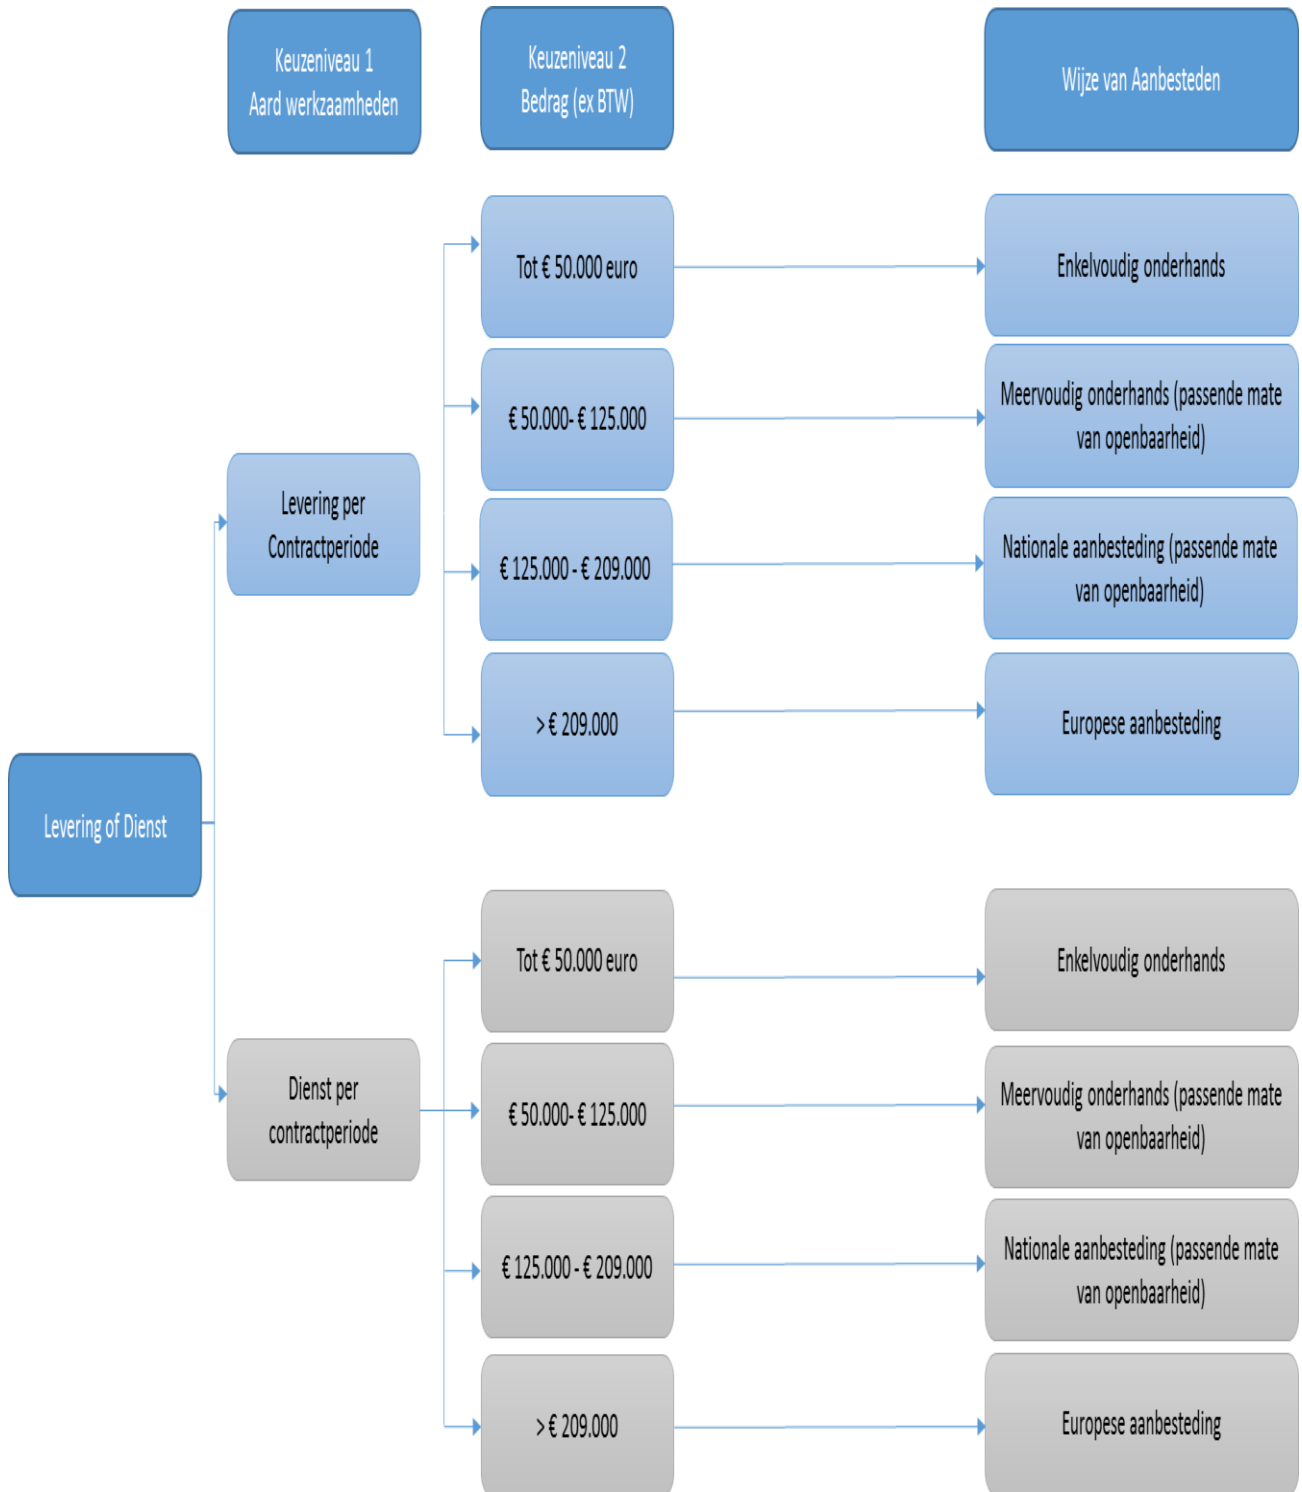 Keuzeniveau 1
Aard werkzaamheden
Keuzeniveau 2
Bedrag (ex BTW)
Wijze van Aanbesteden
Levering of Dienst
Levering per
Contractperiode
Tot € 50.000 euro
Enkelvoudig onderhands
€ 50.000- € 125.000
Meervoudig onderhands (passende mate
van openbaarheid)
€ 125.000 - € 209.000
Nationale aanbesteding (passende mate
van openbaarheid)
> € 209.000
Europese aanbesteding
Dienst per
contractperiode
Tot € 50.000 euro
Enkelvoudig onderhands
€ 50.000- € 125.000
Meervoudig onderhands (passende mate
van openbaarheid)
€ 125.000 - € 209.000
Nationale aanbesteding (passende mate
van openbaarheid)
> € 209.000
Europese aanbesteding